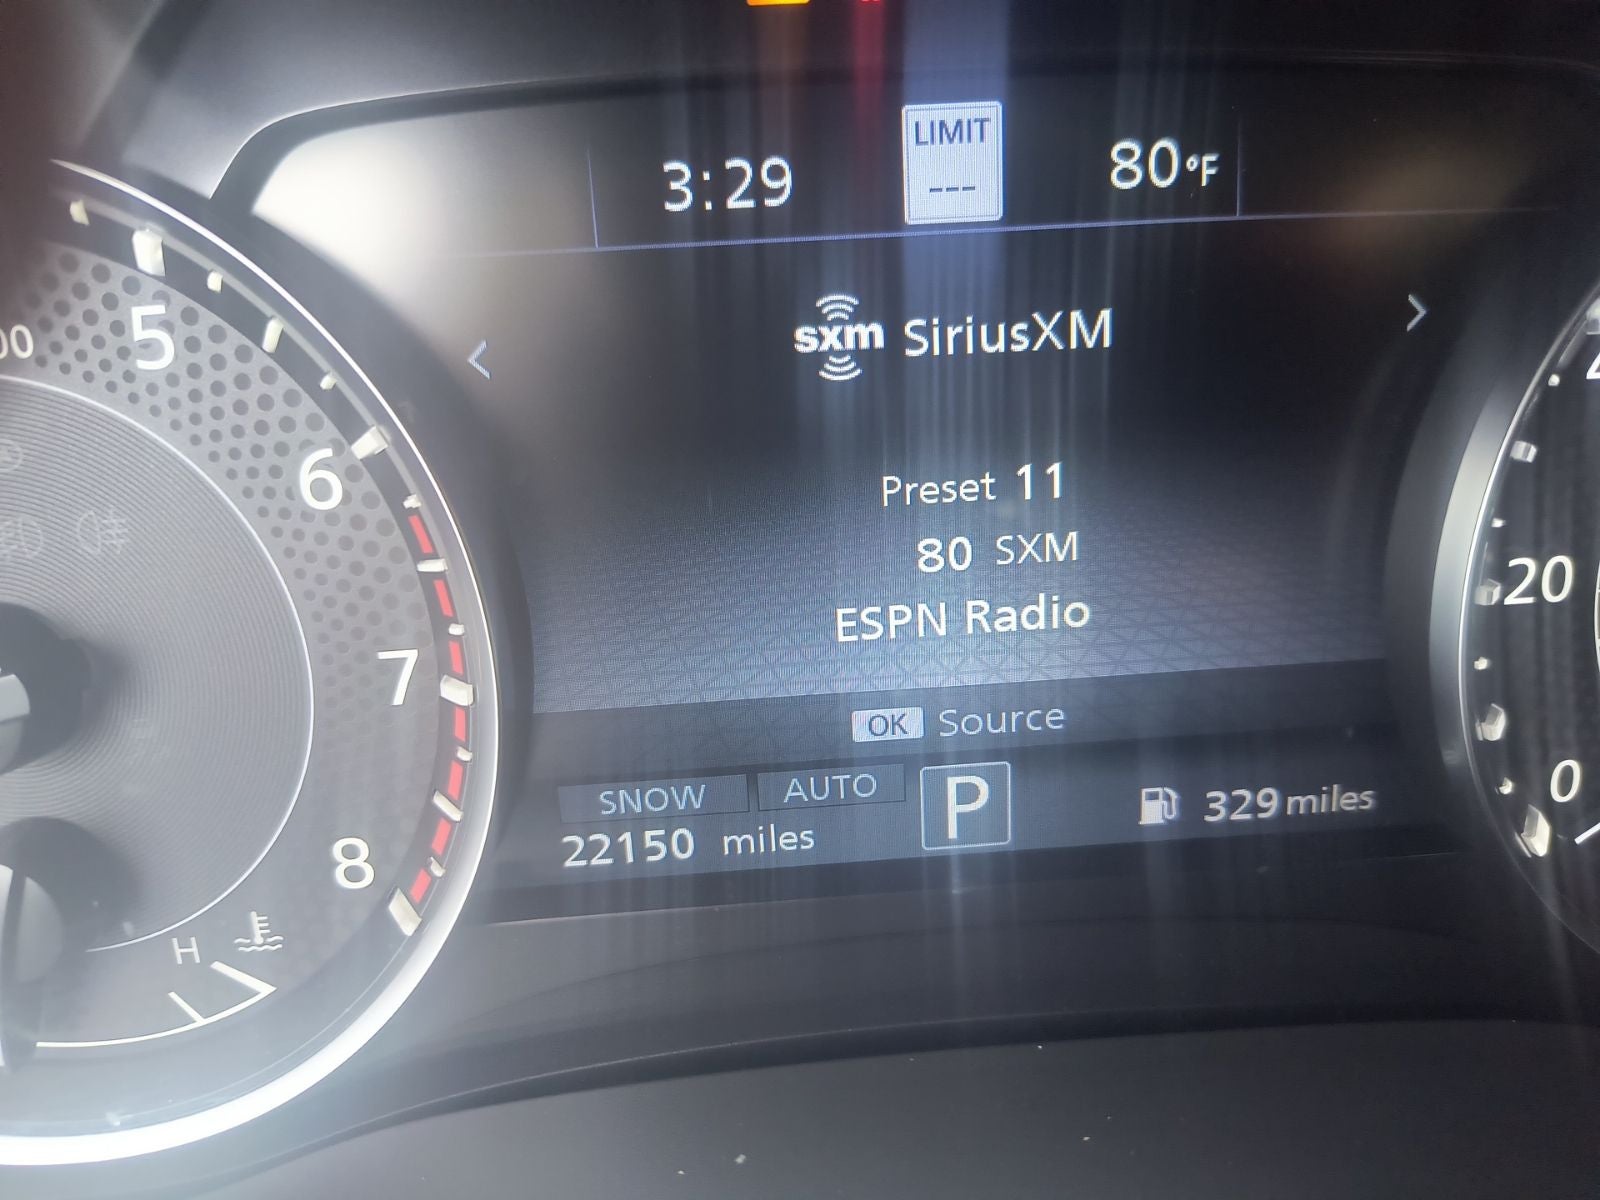 LIMIT
3:29 --- 80°F
sxm SiriusXM
< >
Preset 11
80 SXM
ESPN Radio
OK Source
SNOW AUTO P
22150 miles 329 miles
5
6
7
8
H
20
0